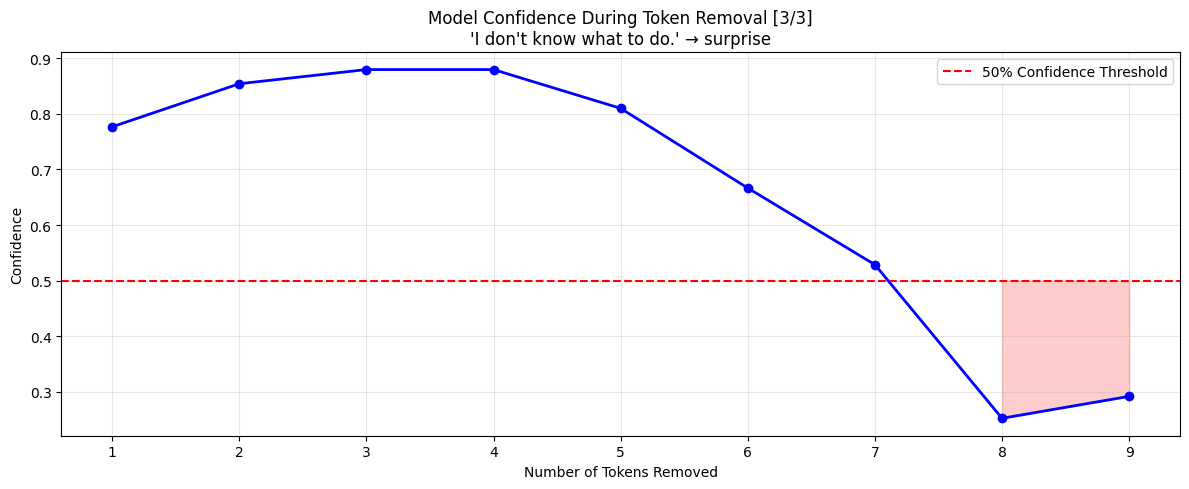 Model Confidence During Token Removal [3/3]
'I don't know what to do.' → surprise
50% Confidence Threshold
Confidence
0.9
0.8
0.7
0.6
0.5
0.4
0.3
1 2 3 4 5 6 7 8 9
Number of Tokens Removed